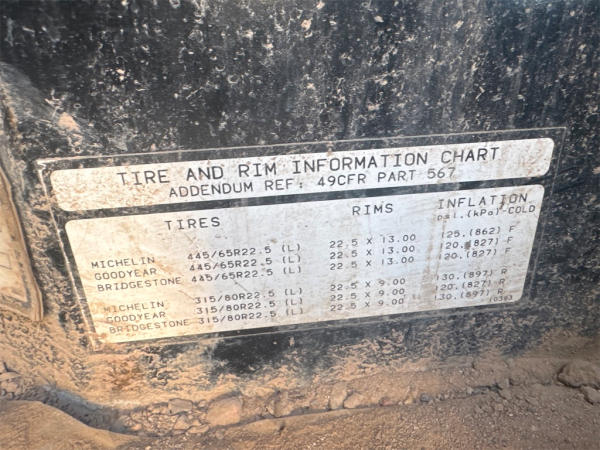 TIRE AND RIM INFORMATION CHART
ADDENDUM REF: 49CFR PART 567
TIRES RIMS INFLATION
psi.(kPa)-COLD
MICHELIN 445/65R22.5 (L) 22.5 X 13.00 125.(862) F
GOODYEAR 445/65R22.5 (L) 22.5 X 13.00 120.(827) F
BRIDGESTONE 445/65R22.5 (L) 22.5 X 13.00 120.(827) F
MICHELIN 315/80R22.5 (L) 22.5 X 9.00 130.(897) R
GOODYEAR 315/80R22.5 (L) 22.5 X 9.00 120.(827) R
BRIDGESTONE 315/80R22.5 (L) 22.5 X 9.00 130.(897) R